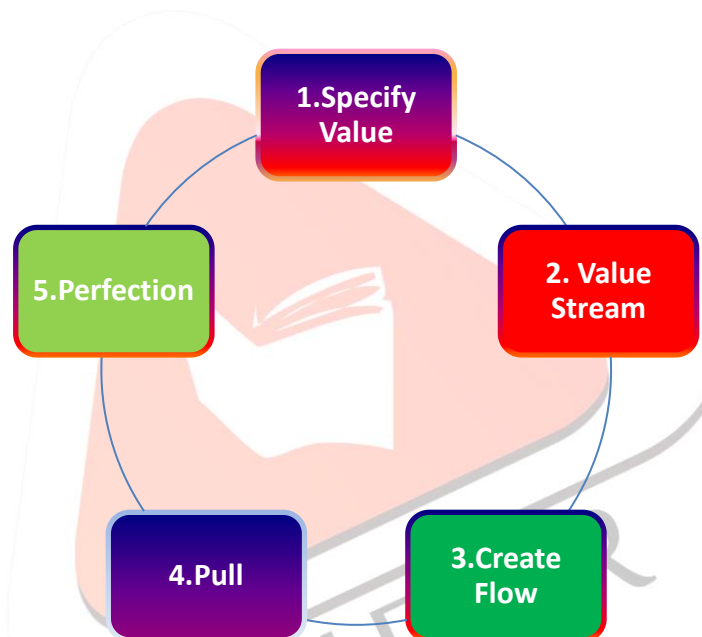 1.Specify
Value
2. Value
Stream
3.Create
Flow
4.Pull
5.Perfection